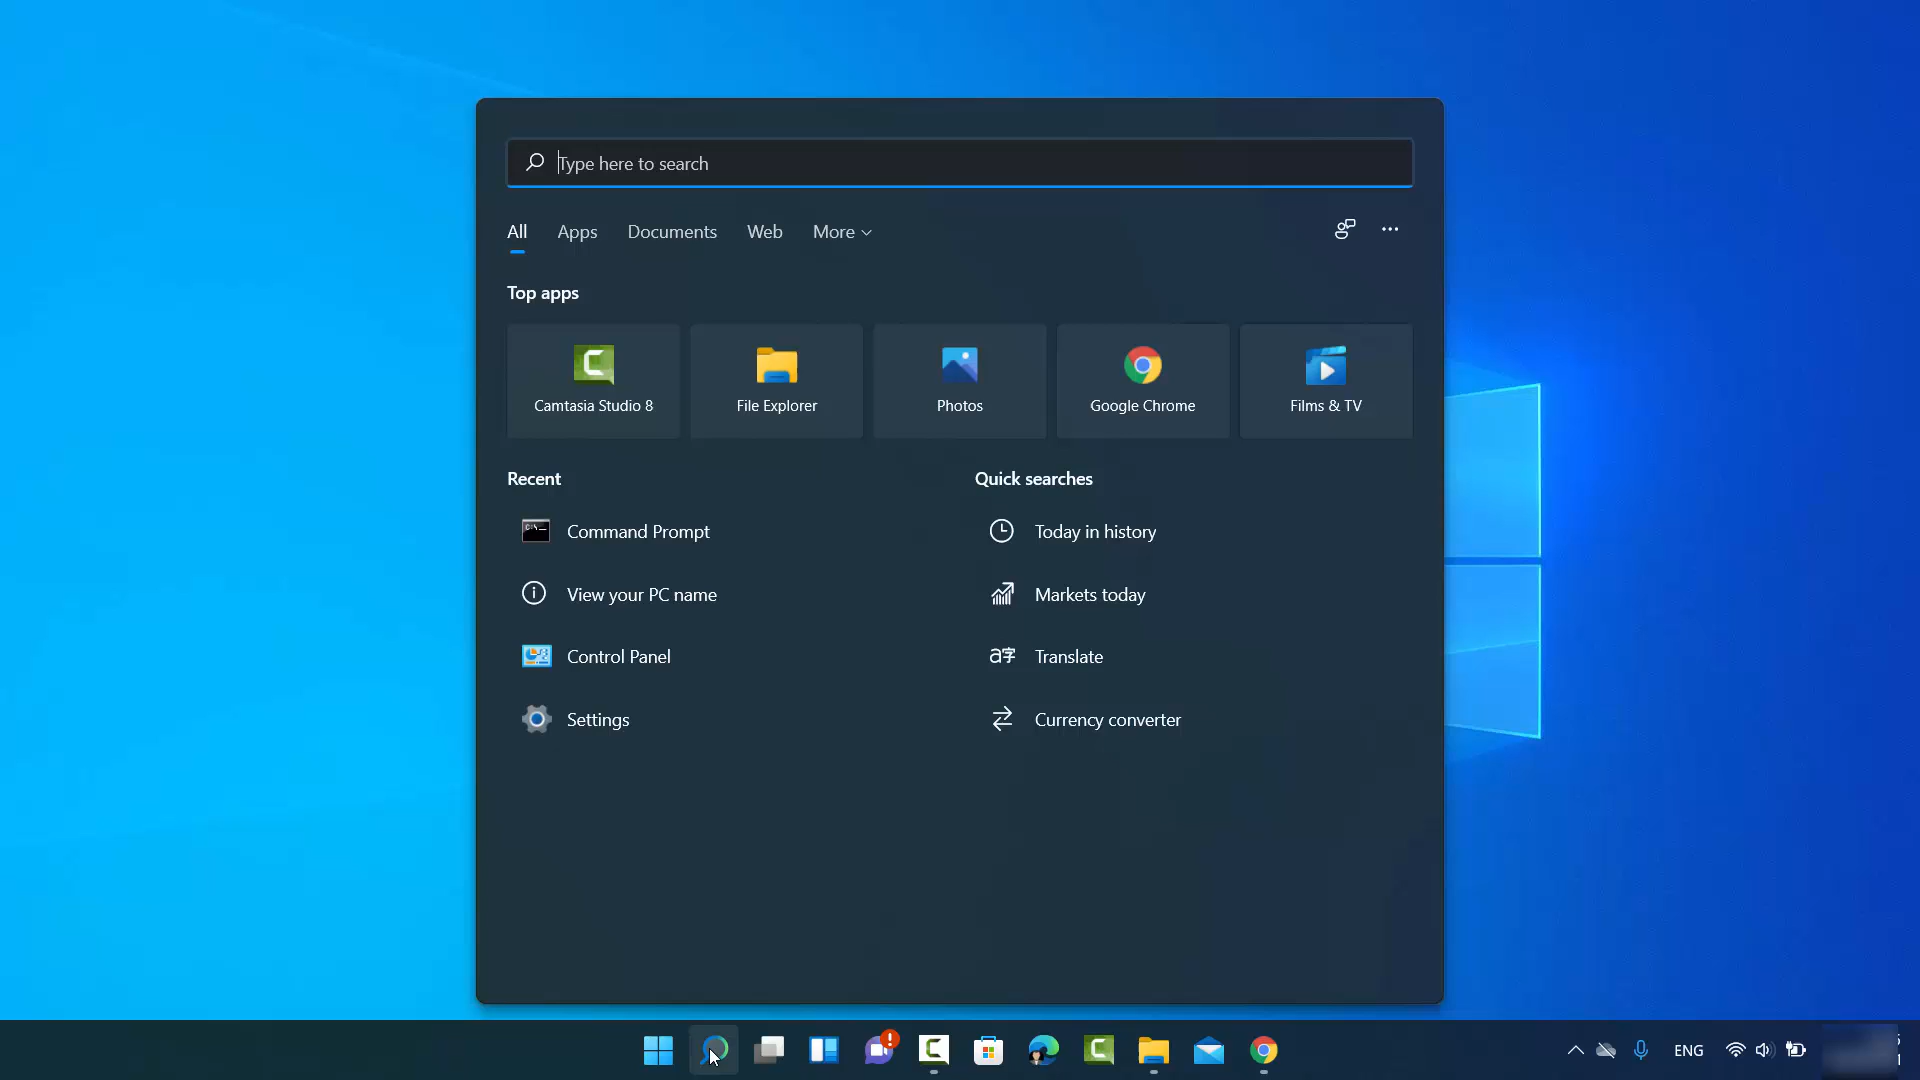 Type here to search
All Apps Documents Web More
Top apps
Camtasia Studio 8 File Explorer Photos Google Chrome Films & TV
Recent Quick searches
Command Prompt Today in history
View your PC name Markets today
Control Panel Translate
Settings Currency converter
ENG